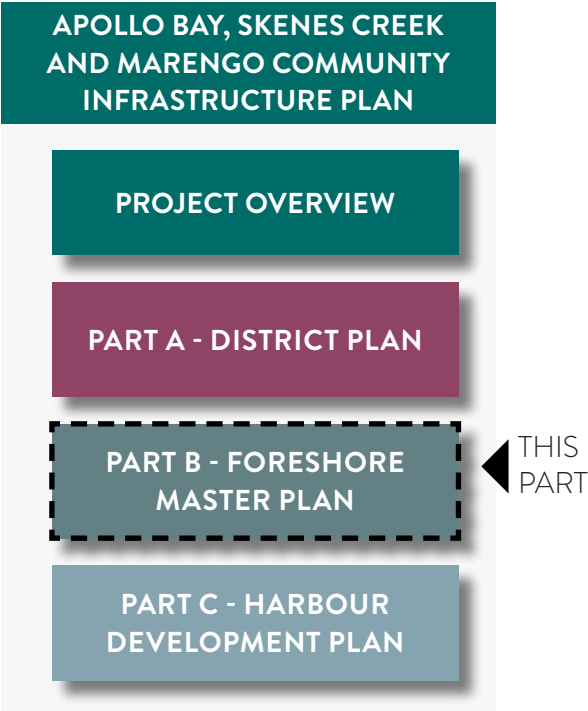 APOLLO BAY, SKENES CREEK
AND MARENGO COMMUNITY
INFRASTRUCTURE PLAN
PROJECT OVERVIEW
PART A - DISTRICT PLAN
PART B - FORESHORE
MASTER PLAN
THIS
PART
PART C - HARBOUR
DEVELOPMENT PLAN